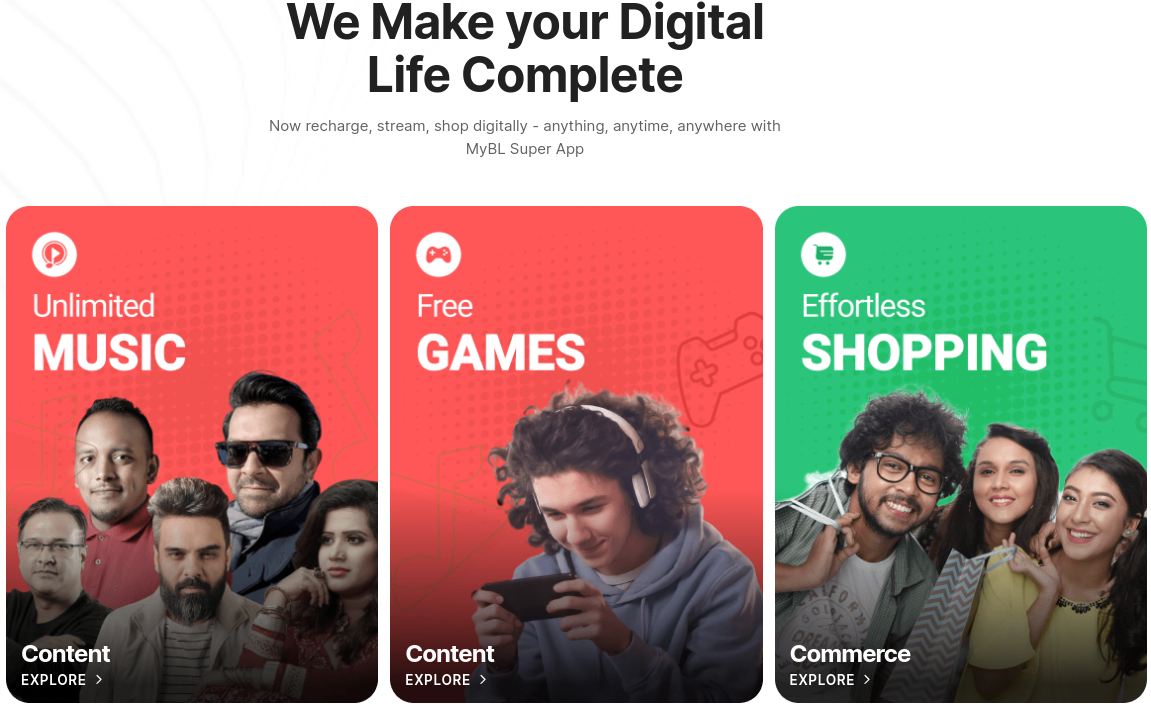 We Make your Digital
Life Complete
Now recharge, stream, shop digitally - anything, anytime, anywhere with
MyBL Super App
Unlimited
MUSIC
Content
EXPLORE >
Free
GAMES
Content
EXPLORE >
Effortless
SHOPPING
Commerce
EXPLORE >